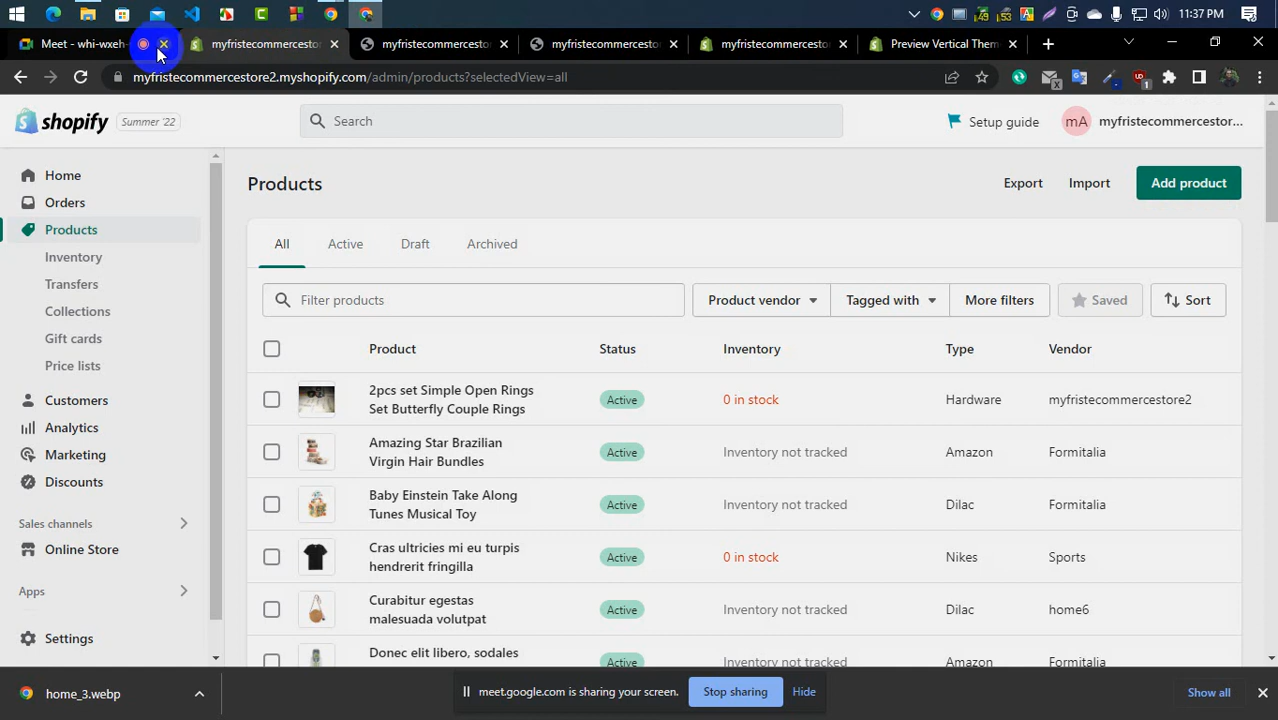 11:37 PM
Meet - whi-wxeh-
myfristecommercestor
myfristecommercestor
myfristecommercestor
myfristecommercestor
Preview Vertical Them
myfristecommercestore2.myshopify.com/admin/products?selectedView=all
shopify
Summer '22
Search
Setup guide
mA
myfristecommercestor...
Home
Orders
Products
Inventory
Transfers
Collections
Gift cards
Price lists
Customers
Analytics
Marketing
Discounts
Sales channels
Online Store
Apps
Settings
Products
Export
Import
Add product
All
Active
Draft
Archived
Filter products
Product vendor
Tagged with
More filters
Saved
Sort
Product
Status
Inventory
Type
Vendor
2pcs set Simple Open Rings
Set Butterfly Couple Rings
Active
0 in stock
Hardware
myfristecommercestore2
Amazing Star Brazilian
Virgin Hair Bundles
Active
Inventory not tracked
Amazon
Formitalia
Baby Einstein Take Along
Tunes Musical Toy
Active
Inventory not tracked
Dilac
Formitalia
Cras ultricies mi eu turpis
hendrerit fringilla
Active
0 in stock
Nikes
Sports
Curabitur egestas
malesuada volutpat
Active
Inventory not tracked
Dilac
home6
Donec elit libero, sodales
Active
Inventory not tracked
Amazon
Formitalia
home_3.webp
meet.google.com is sharing your screen.
Stop sharing
Hide
Show all